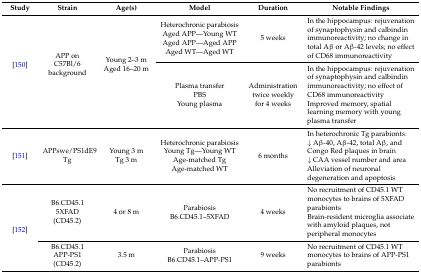 Study Strain Age(s) Model Duration Notable Findings
[150]
APP on
C57Bl/6
background
Young 2–3 m
Aged 16–20 m
Heterochronic parabiosis
Aged APP—Young WT
Aged APP—Aged APP
Aged WT—Aged WT
5 weeks
In the hippocampus: rejuvenation
of synaptophysin and calbindin
immunoreactivity; no change in
total Aβ or Aβ-42 levels; no effect
of CD68 immunoreactivity
Plasma transfer
PBS
Young plasma
Administration
twice weekly
for 4 weeks
In the hippocampus: rejuvenation
of synaptophysin and calbindin
immunoreactivity; no effect of
CD68 immunoreactivity
Improved memory, spatial
learning memory with young
plasma transfer
[151]
APPswe/PS1dE9
Tg
Young 3 m
Tg 3 m
Heterochronic parabiosis
Young Tg—Young WT
Age-matched Tg
Age-matched WT
6 months
In heterochronic Tg parabionts:
↓ Aβ-40, Aβ-42, total Aβ, and
Congo Red plaques in brain
↓ CAA vessel number and area
Alleviation of neuronal
degeneration and apoptosis
[152]
B6.CD45.1
5XFAD
(CD45.2)
4 or 8 m
Parabiosis
B6.CD45.1–5XFAD
4 weeks
No recruitment of CD45.1 WT
monocytes to brains of 5XFAD
parabionts
Brain-resident microglia associate
with amyloid plaques, not
peripheral monocytes
B6.CD45.1
APP-PS1
(CD45.2)
3.5 m
Parabiosis
B6.CD45.1–APP-PS1
9 weeks
No recruitment of CD45.1 WT
monocytes to brains of APP-PS1
parabionts